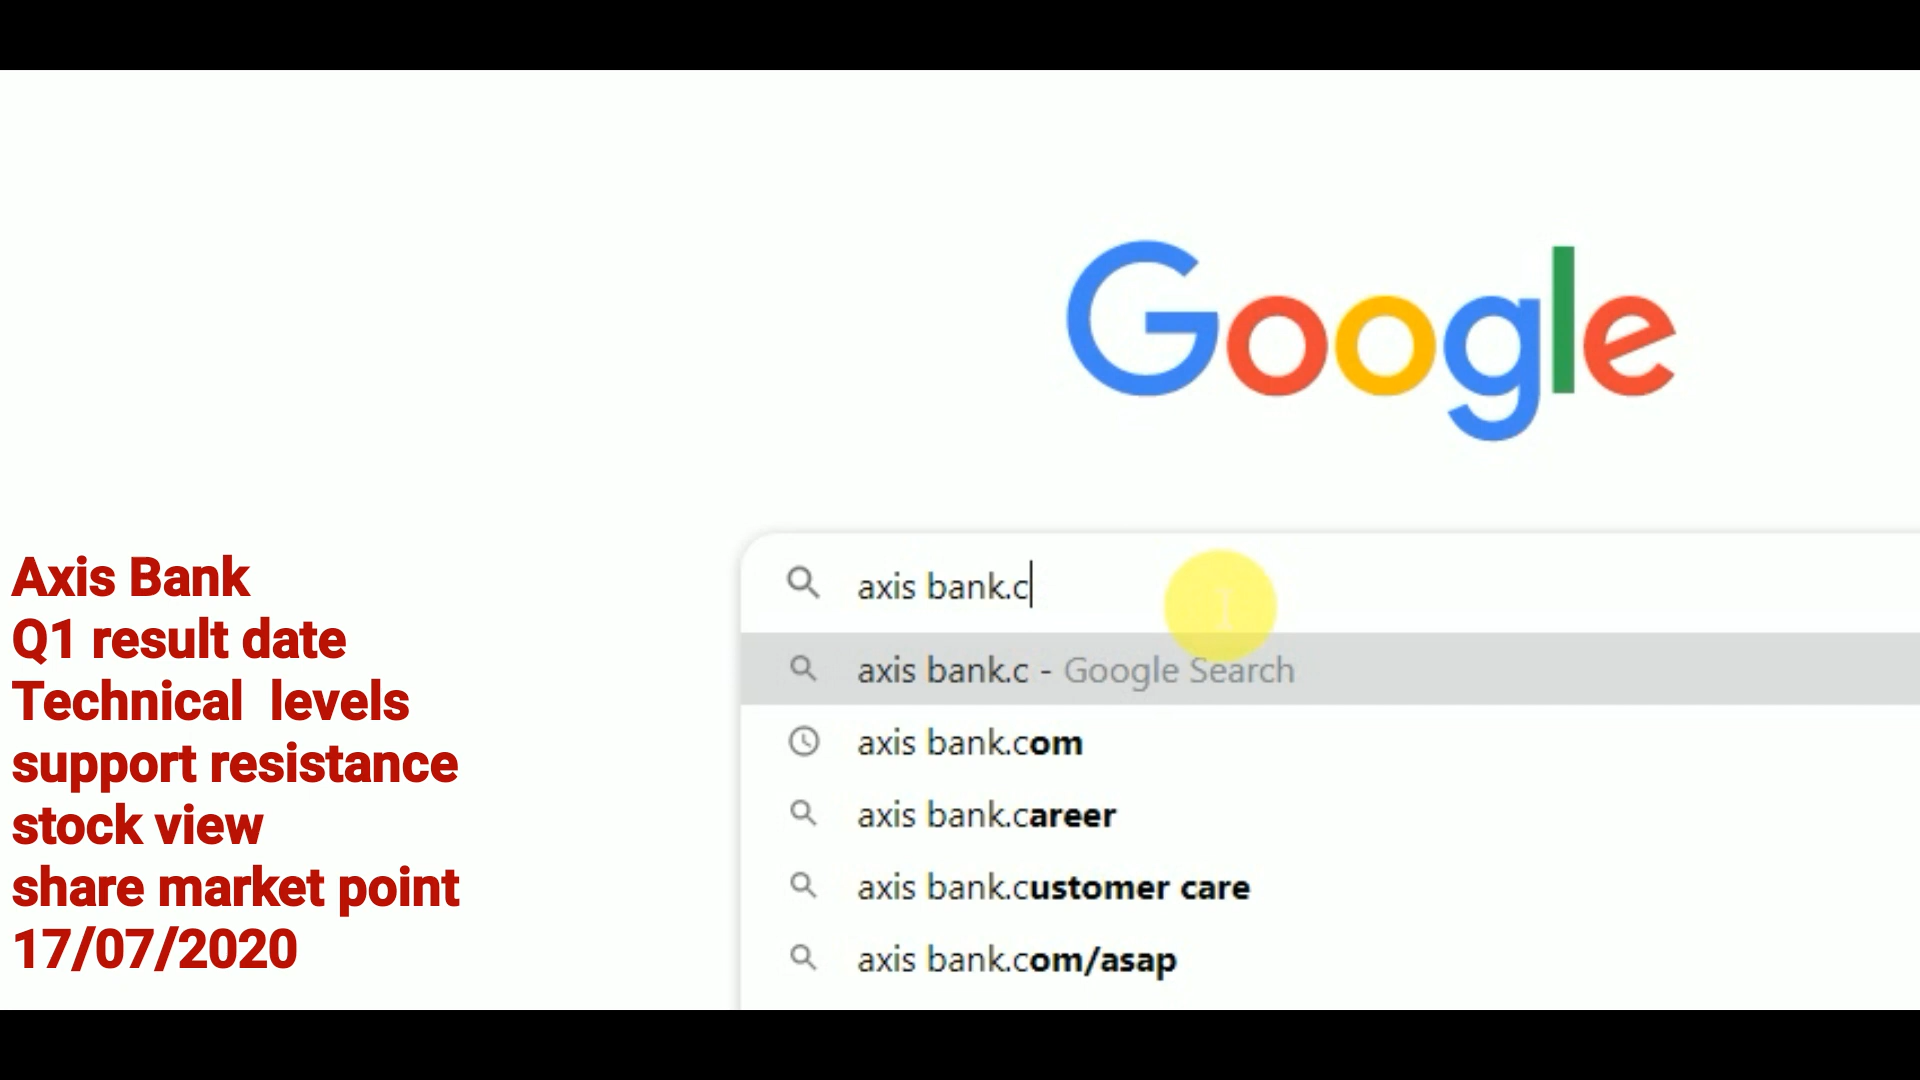 Google
axis bank.c
axis bank.c - Google Search
axis bank.com
axis bank.career
axis bank.customer care
axis bank.com/asap
Axis Bank
Q1 result date
Technical levels
support resistance
stock view
share market point
17/07/2020